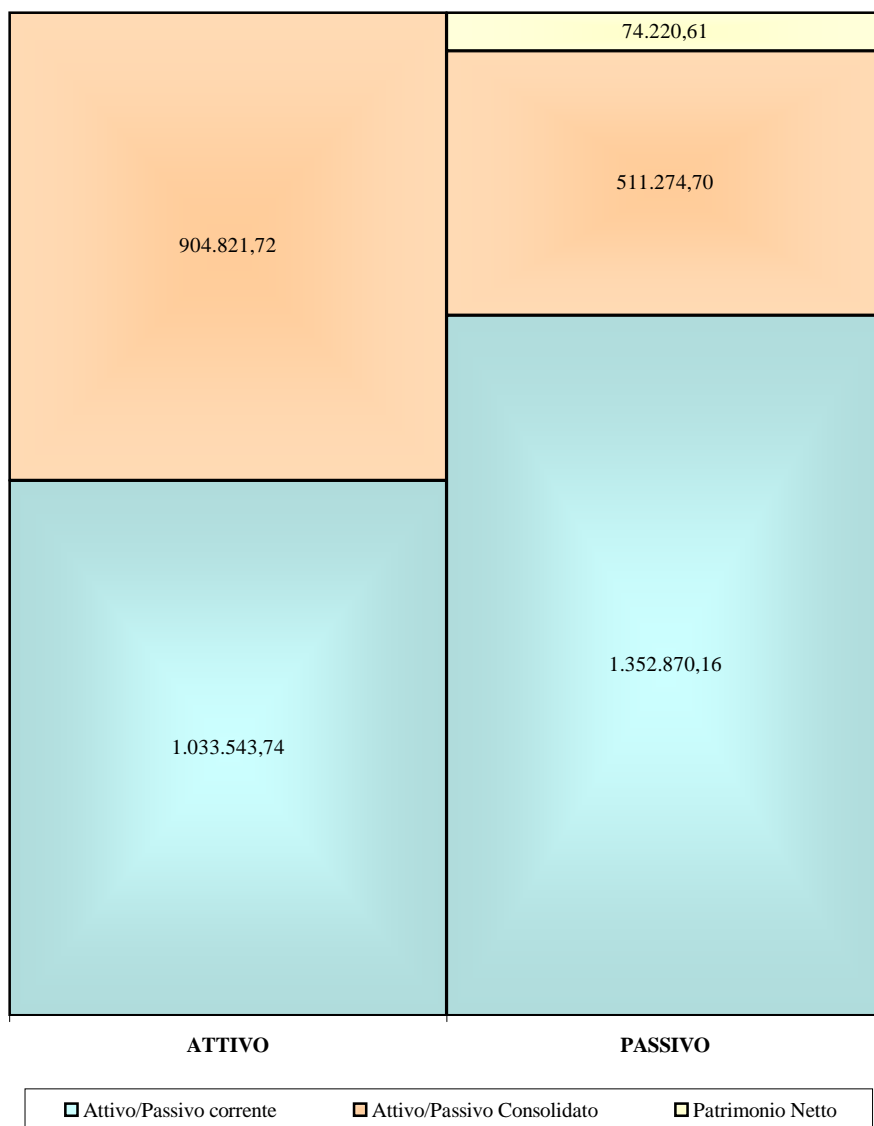 74.220,61
511.274,70
904.821,72
1.352.870,16
1.033.543,74
ATTIVO PASSIVO
Attivo/Passivo corrente Attivo/Passivo Consolidato Patrimonio Netto